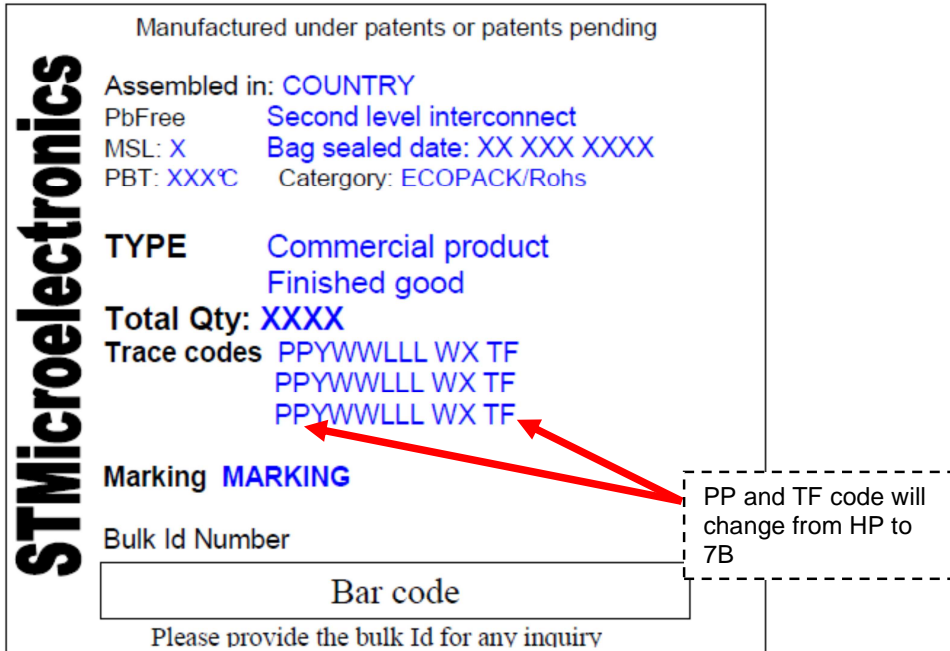 Manufactured under patents or patents pending
STMicroelectronics
Assembled in: COUNTRY
PbFree Second level interconnect
MSL: X Bag sealed date: XX XXX XXXX
PBT: XXX°C Catergory: ECOPACK/Rohs
TYPE Commercial product
Finished good
Total Qty: XXXX
Trace codes PPYWWLLL WX TF
PPYWWLLL WX TF
PPYWWLLL WX TF
Marking MARKING
Bulk Id Number
Bar code
Please provide the bulk Id for any inquiry
PP and TF code will
change from HP to
7B